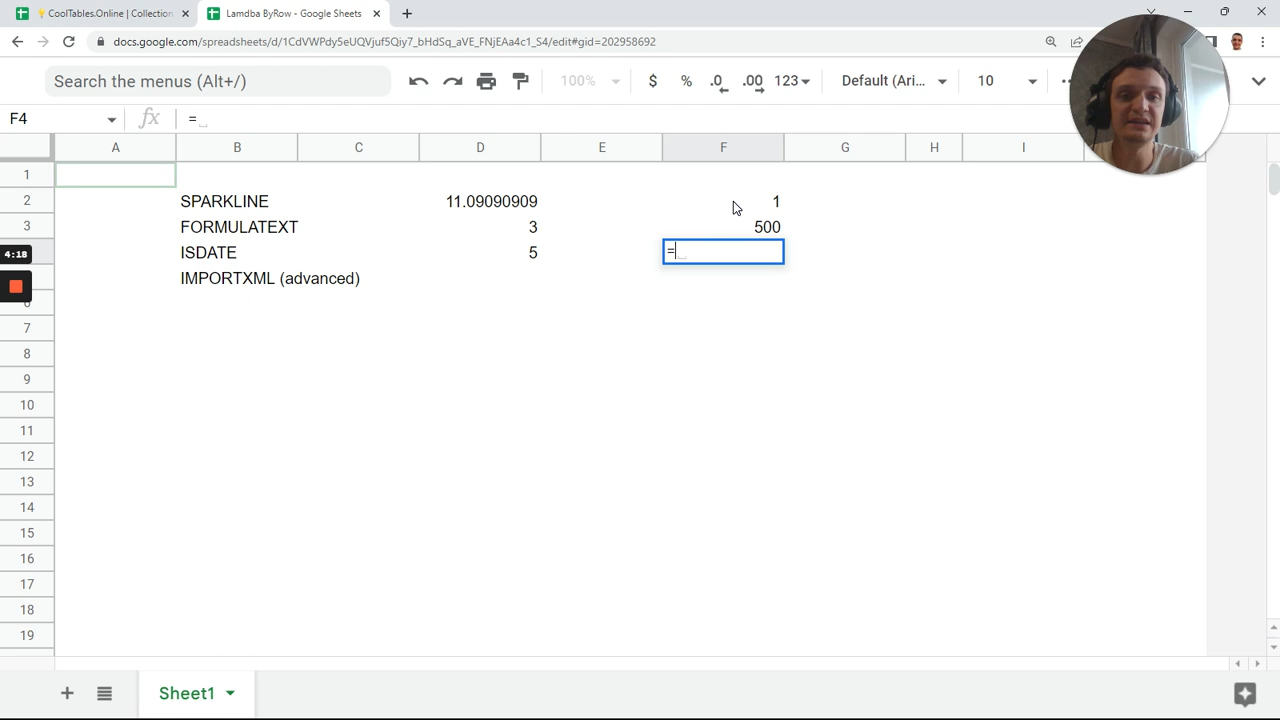 CoolTables.Online | Collection
Lamdba ByRow - Google Sheets
docs.google.com/spreadsheets/d/1CdVWPdy5eUQVjuf5Qiy7_bHdSq_aVE_FNjEAa4c1_S4/edit#gid=202958692
Search the menus (Alt+/) 100% $ % .0 .00 123 Default (Ari... 10
F4 fx =
A B C D E F G H I
1
2 SPARKLINE 11.09090909 1
3 FORMULATEXT 3 500
4:18 ISDATE 5 =
IMPORTXML (advanced)
6
7
8
9
10
11
12
13
14
15
16
17
18
19
Sheet1